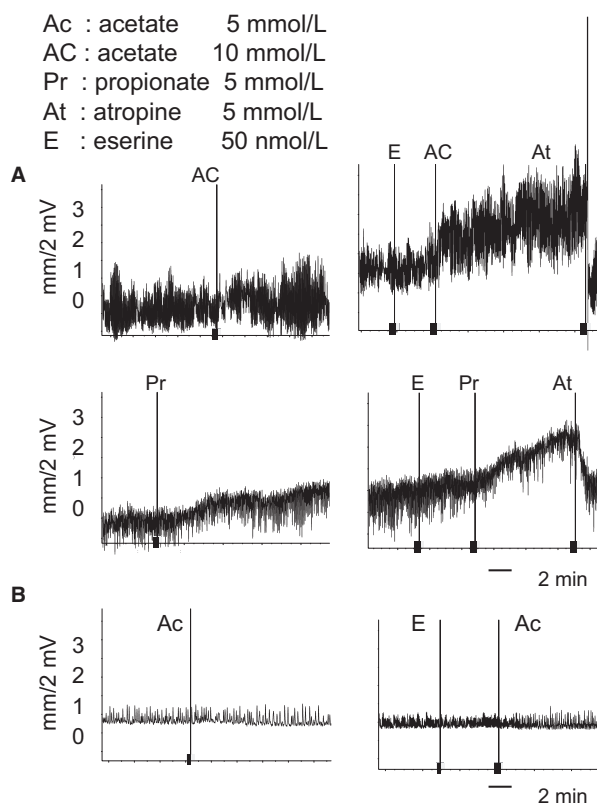 Ac : acetate 5 mmol/L
AC : acetate 10 mmol/L
Pr : propionate 5 mmol/L
At : atropine 5 mmol/L
E : eserine 50 nmol/L
A
AC
E AC At
mm/2 mV
3
2
1
0
Pr
E Pr At
mm/2 mV
3
2
1
0
2 min
B
Ac
E Ac
mm/2 mV
3
2
1
0
2 min